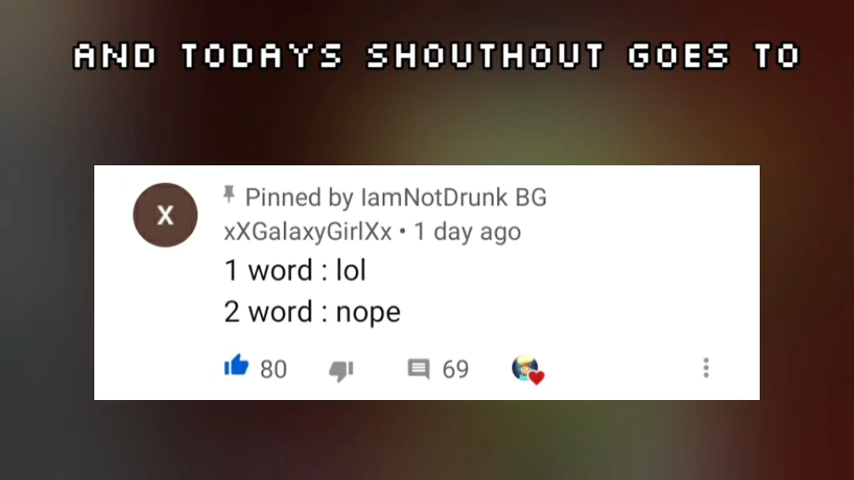 AND TODAYS SHOUTHOUT GOES TO
Pinned by IamNotDrunk BG
X
xXGalaxyGirlXx • 1 day ago
1 word : lol
2 word : nope
80 69